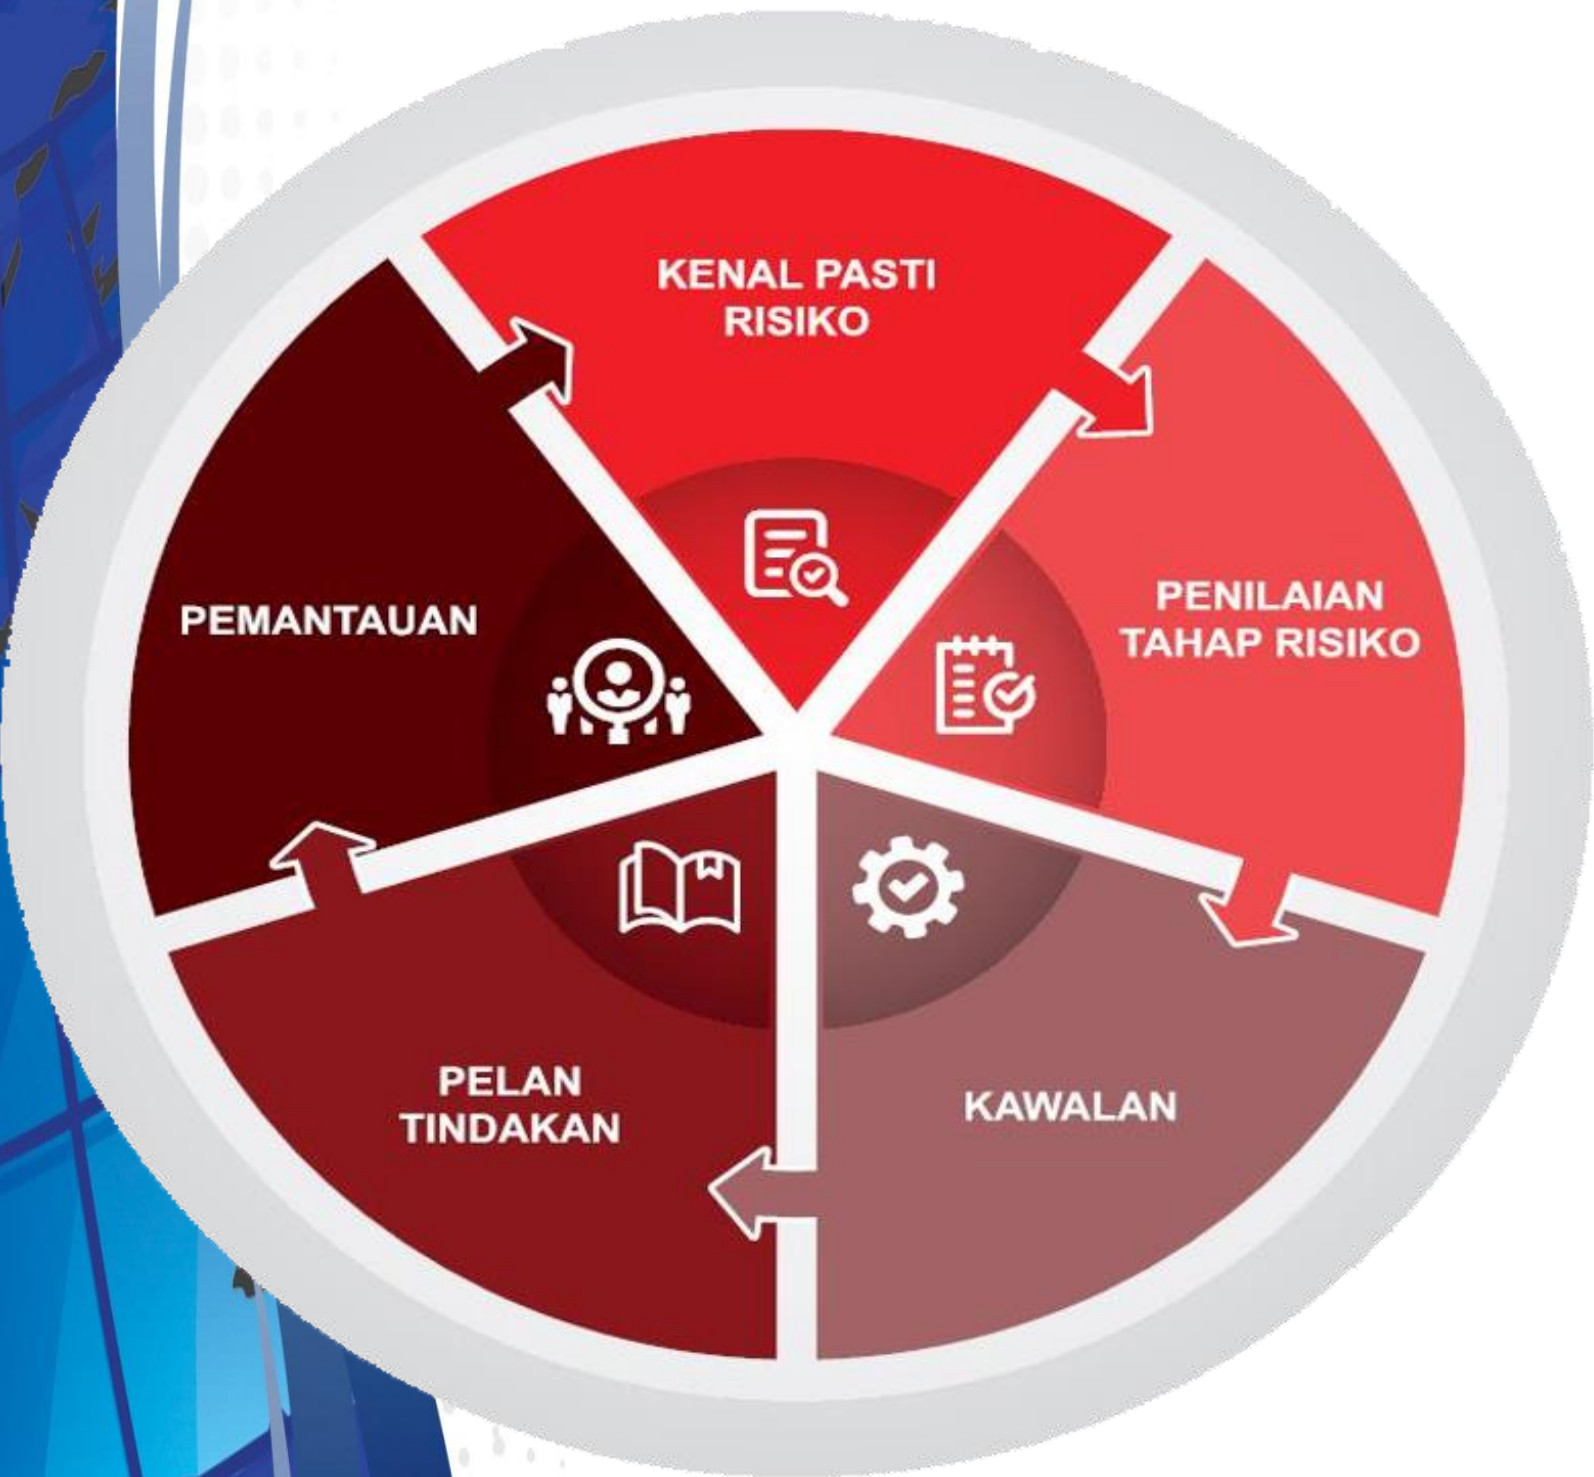 KENAL PASTI
RISIKO
PENILAIAN
TAHAP RISIKO
KAWALAN
PELAN
TINDAKAN
PEMANTAUAN